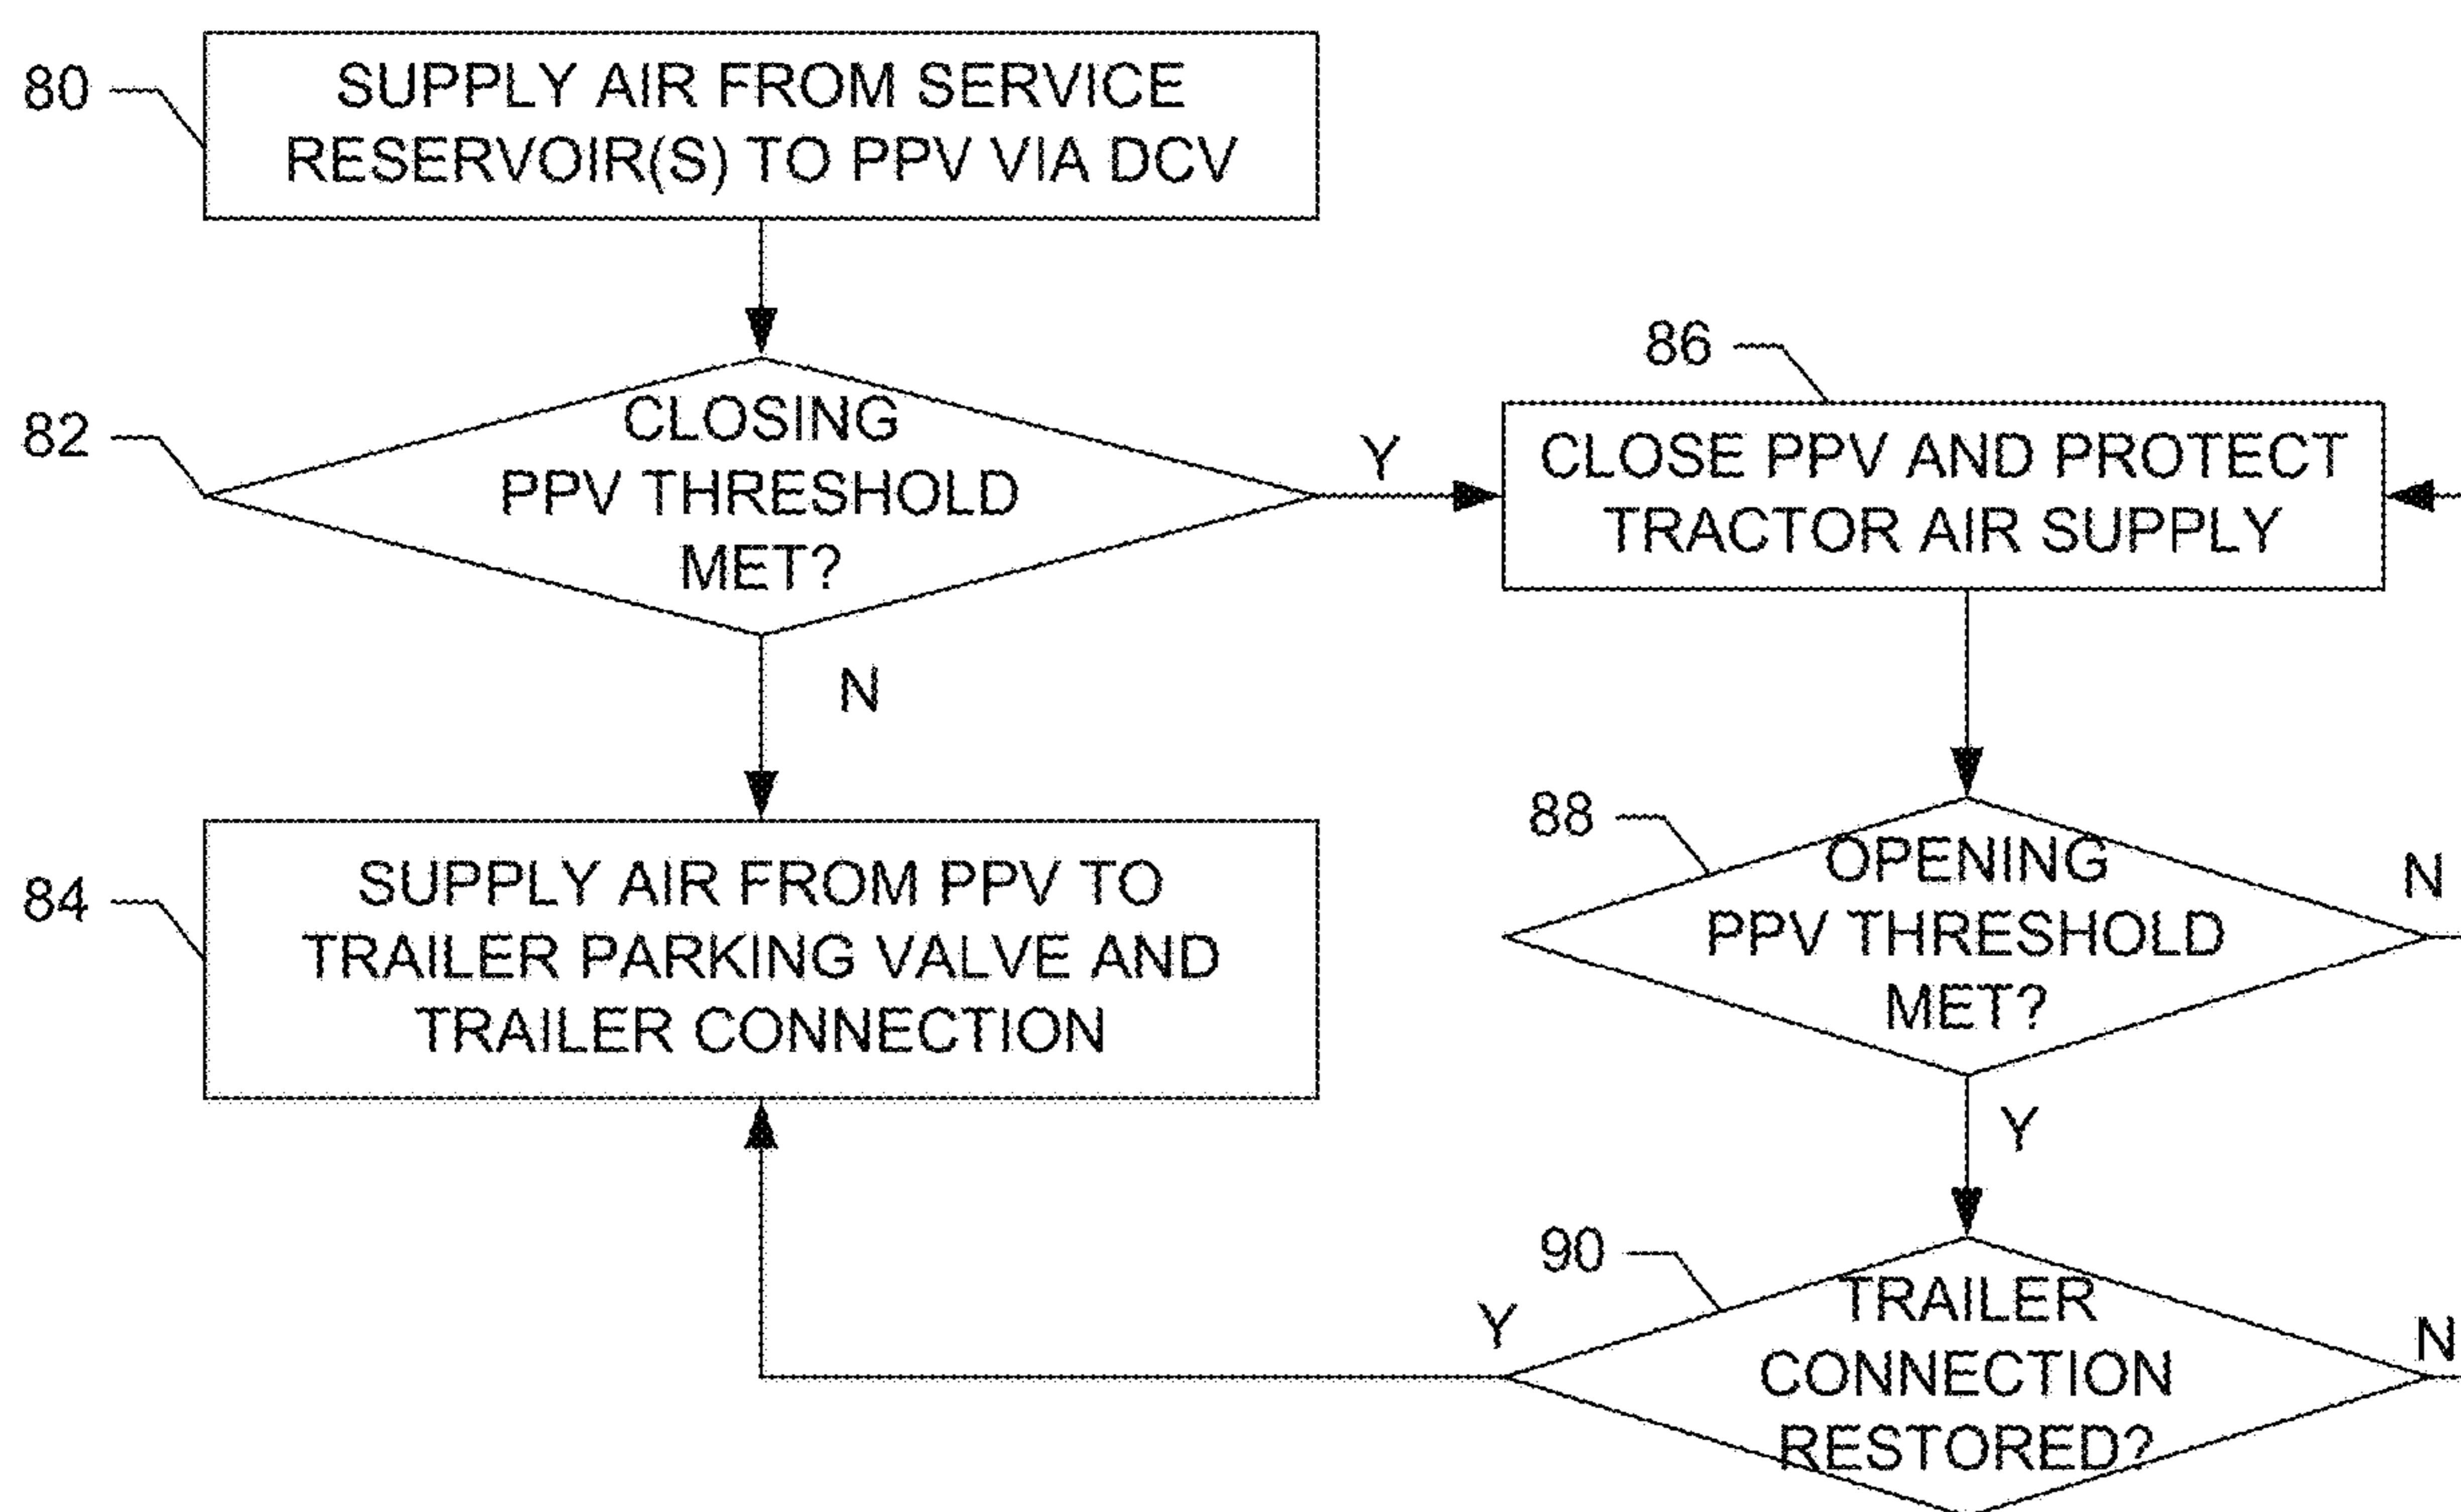 80
SUPPLY AIR FROM SERVICE
RESERVOIR(S) TO PPV VIA DCV
82
CLOSING
PPV THRESHOLD
MET?
Y
N
84
SUPPLY AIR FROM PPV TO
TRAILER PARKING VALVE AND
TRAILER CONNECTION
86
CLOSE PPV AND PROTECT
TRACTOR AIR SUPPLY
88
OPENING
PPV THRESHOLD
MET?
N
Y
90
TRAILER
CONNECTION
RESTORED?
Y
N